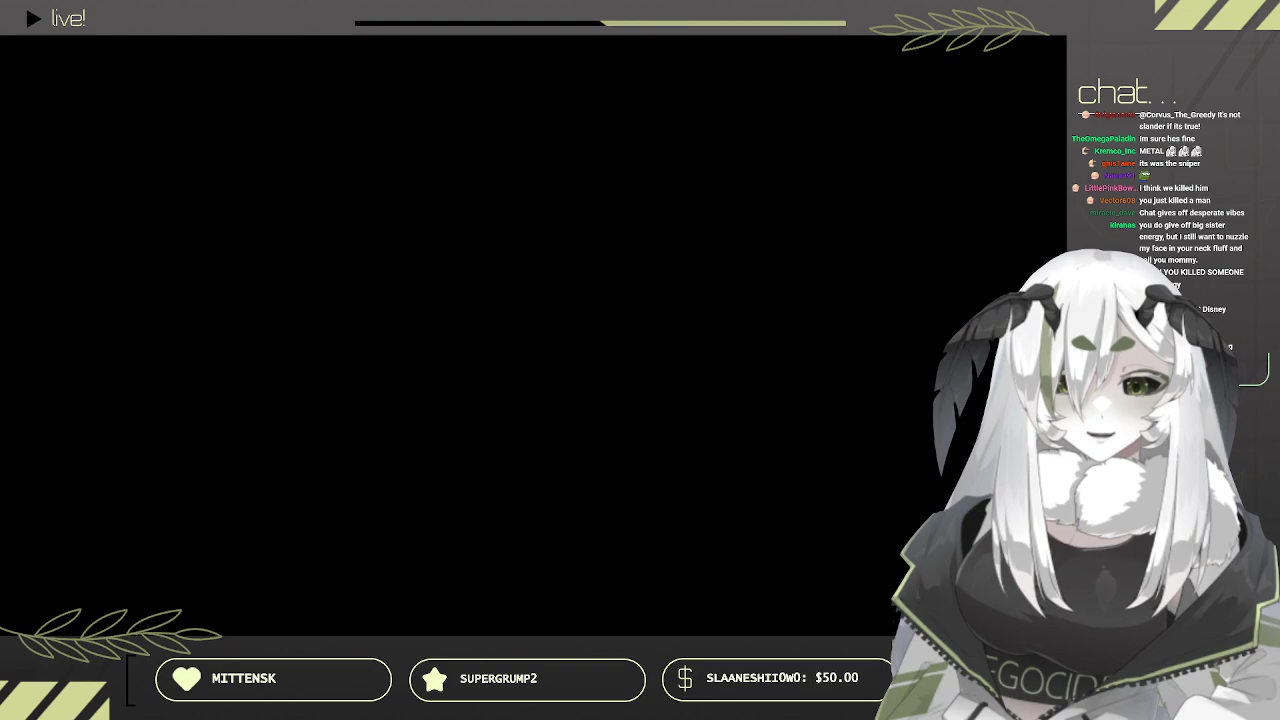 live!
chat...
@Corvus_The_Greedy It's not
slander if its true!
TheOmegaPaladin Im sure hes fine
Kremco_Inc METAL
its was the sniper
LittlePinkBow... I think we killed him
Vector608 you just killed a man
miracle_dave Chat gives off desperate vibes
kiranas you do give off big sister
energy, but I still want to nuzzle
my face in your neck fluff and
you mommy.
YOU KILLED SOMEONE
Disney
MITTENSK
SUPERGRUMP2
$ SLAANESHII0W0: $50.00